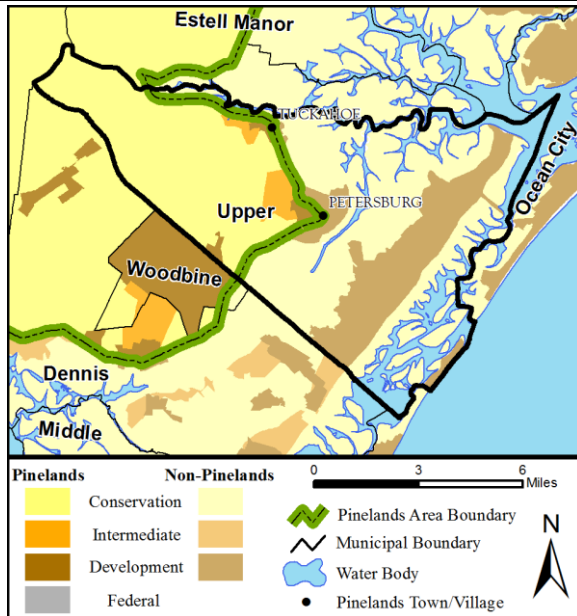 Estell Manor
TUCKAHOE
Ocean City
PETERSBURG
Upper
Woodbine
Dennis
Middle
Pinelands Non-Pinelands
Conservation
Intermediate
Development
Federal
0 3 6
Miles
Pinelands Area Boundary
Municipal Boundary
Water Body
Pinelands Town/Village
N